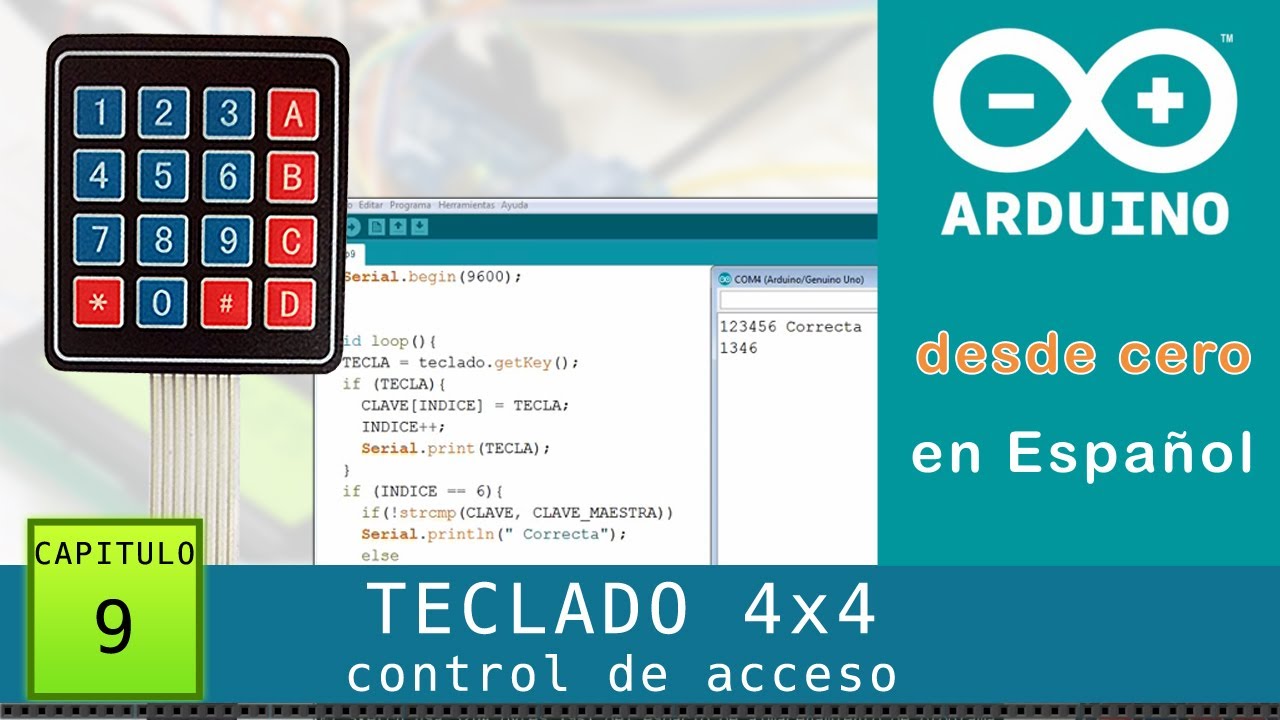 1 2 3 A
4 5 6 B
7 8 9 C
* 0 # D
Editar Programa Herramientas Ayuda
Serial.begin(9600);
id loop(){
TECLA = teclado.getKey();
if (TECLA){
CLAVE[INDICE] = TECLA;
INDICE++;
Serial.print(TECLA);
}
if (INDICE == 6){
if(!strcmp(CLAVE, CLAVE_MAESTRA))
Serial.println(" Correcta");
else
COM4 (Arduino/Genuino Uno)
123456 Correcta
1346
TM
ARDUINO
desde cero
en Español
CAPITULO
9
TECLADO 4x4
control de acceso